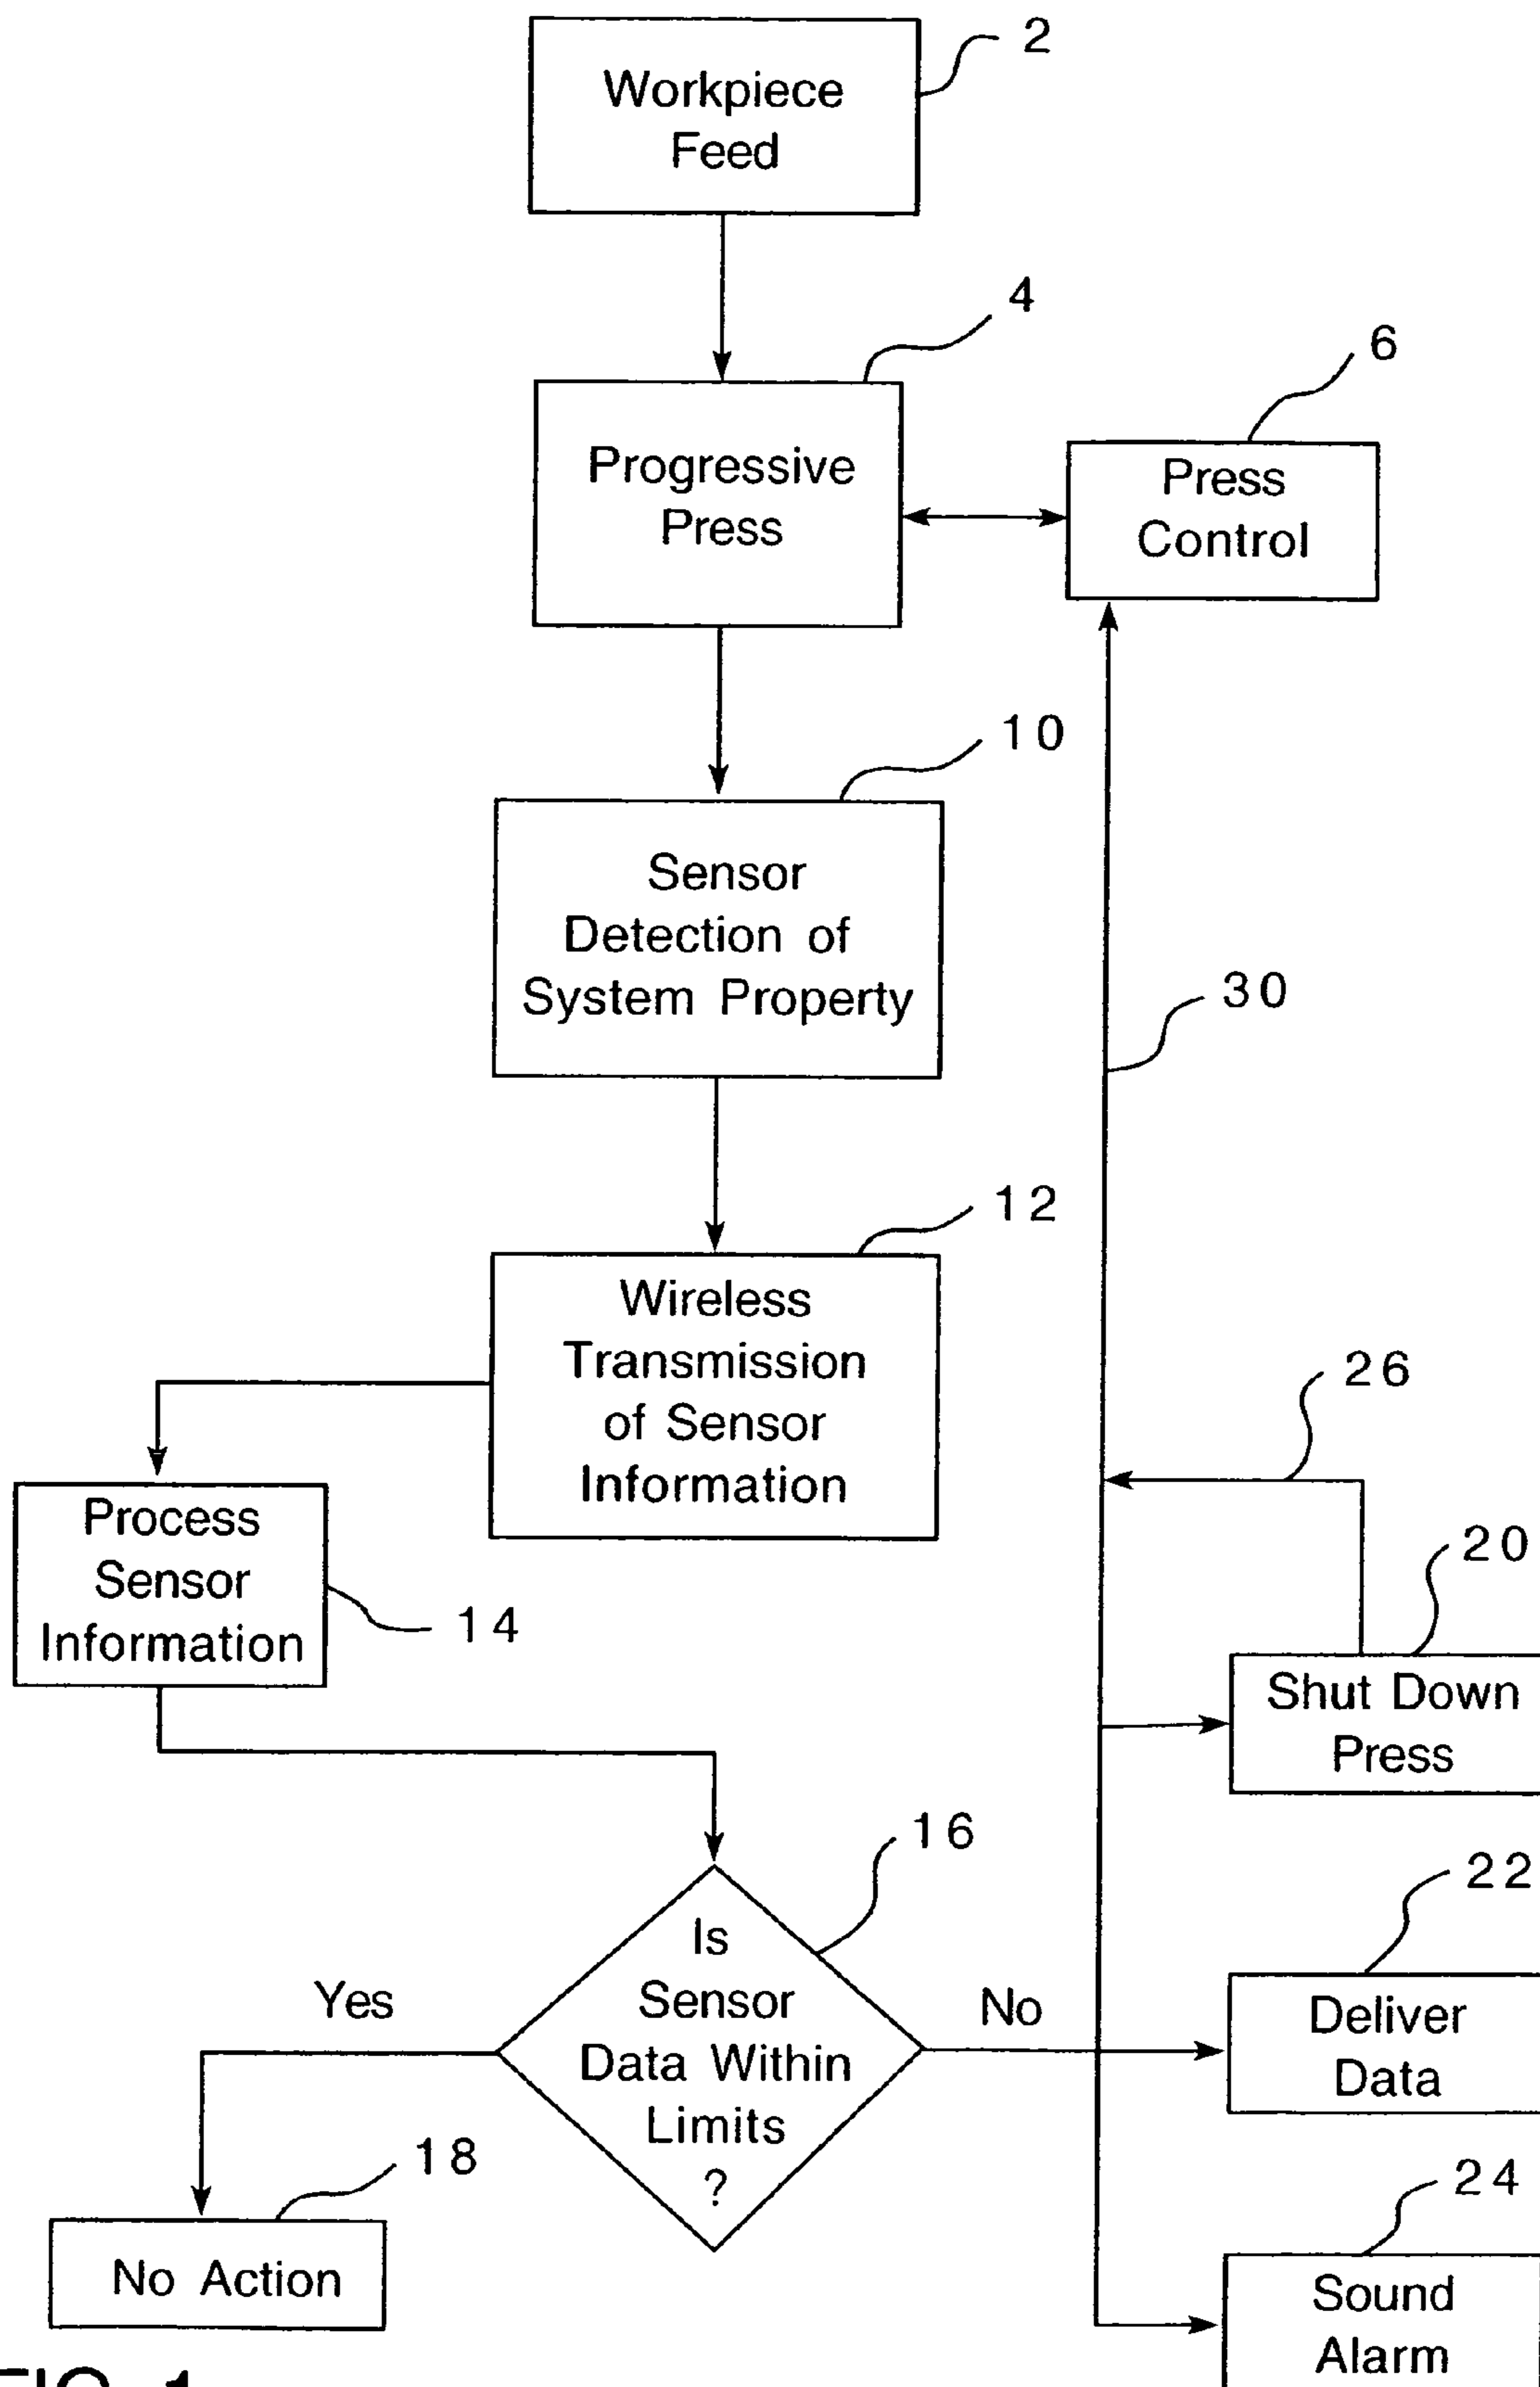 2
Workpiece
Feed
4
6
Progressive
Press
Press
Control
10
Sensor
Detection of
System Property
30
12
Wireless
Transmission
of Sensor
Information
26
Process
Sensor
Information
14
20
Shut Down
Press
16
22
Is
Sensor
Data Within
Limits
?
Yes
No
Deliver
Data
18
24
No Action
Sound
Alarm
FIG. 1